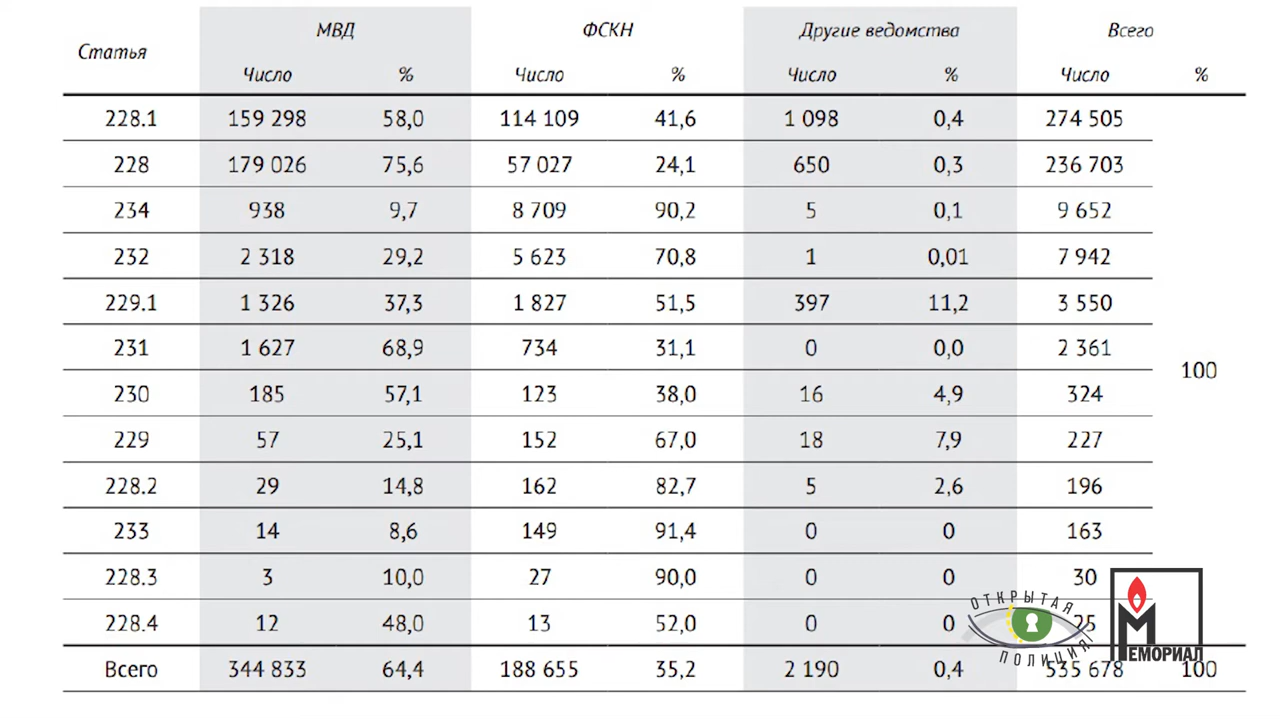 Статья МВД ФСКН Другие ведомства Всего
Число % Число % Число % Число %
228.1 159 298 58,0 114 109 41,6 1 098 0,4 274 505
228 179 026 75,6 57 027 24,1 650 0,3 236 703
234 938 9,7 8 709 90,2 5 0,1 9 652
232 2 318 29,2 5 623 70,8 1 0,01 7 942
229.1 1 326 37,3 1 827 51,5 397 11,2 3 550
231 1 627 68,9 734 31,1 0 0,0 2 361
100
230 185 57,1 123 38,0 16 4,9 324
229 57 25,1 152 67,0 18 7,9 227
228.2 29 14,8 162 82,7 5 2,6 196
233 14 8,6 149 91,4 0 0 163
228.3 3 10,0 27 90,0 0 0 30
228.4 12 48,0 13 52,0 0 0 25
Всего 344 833 64,4 188 655 35,2 2 190 0,4 535 678 100
ОТКРЫТАЯ
ПОЛИЦИЯ
МЕМОРИАЛ